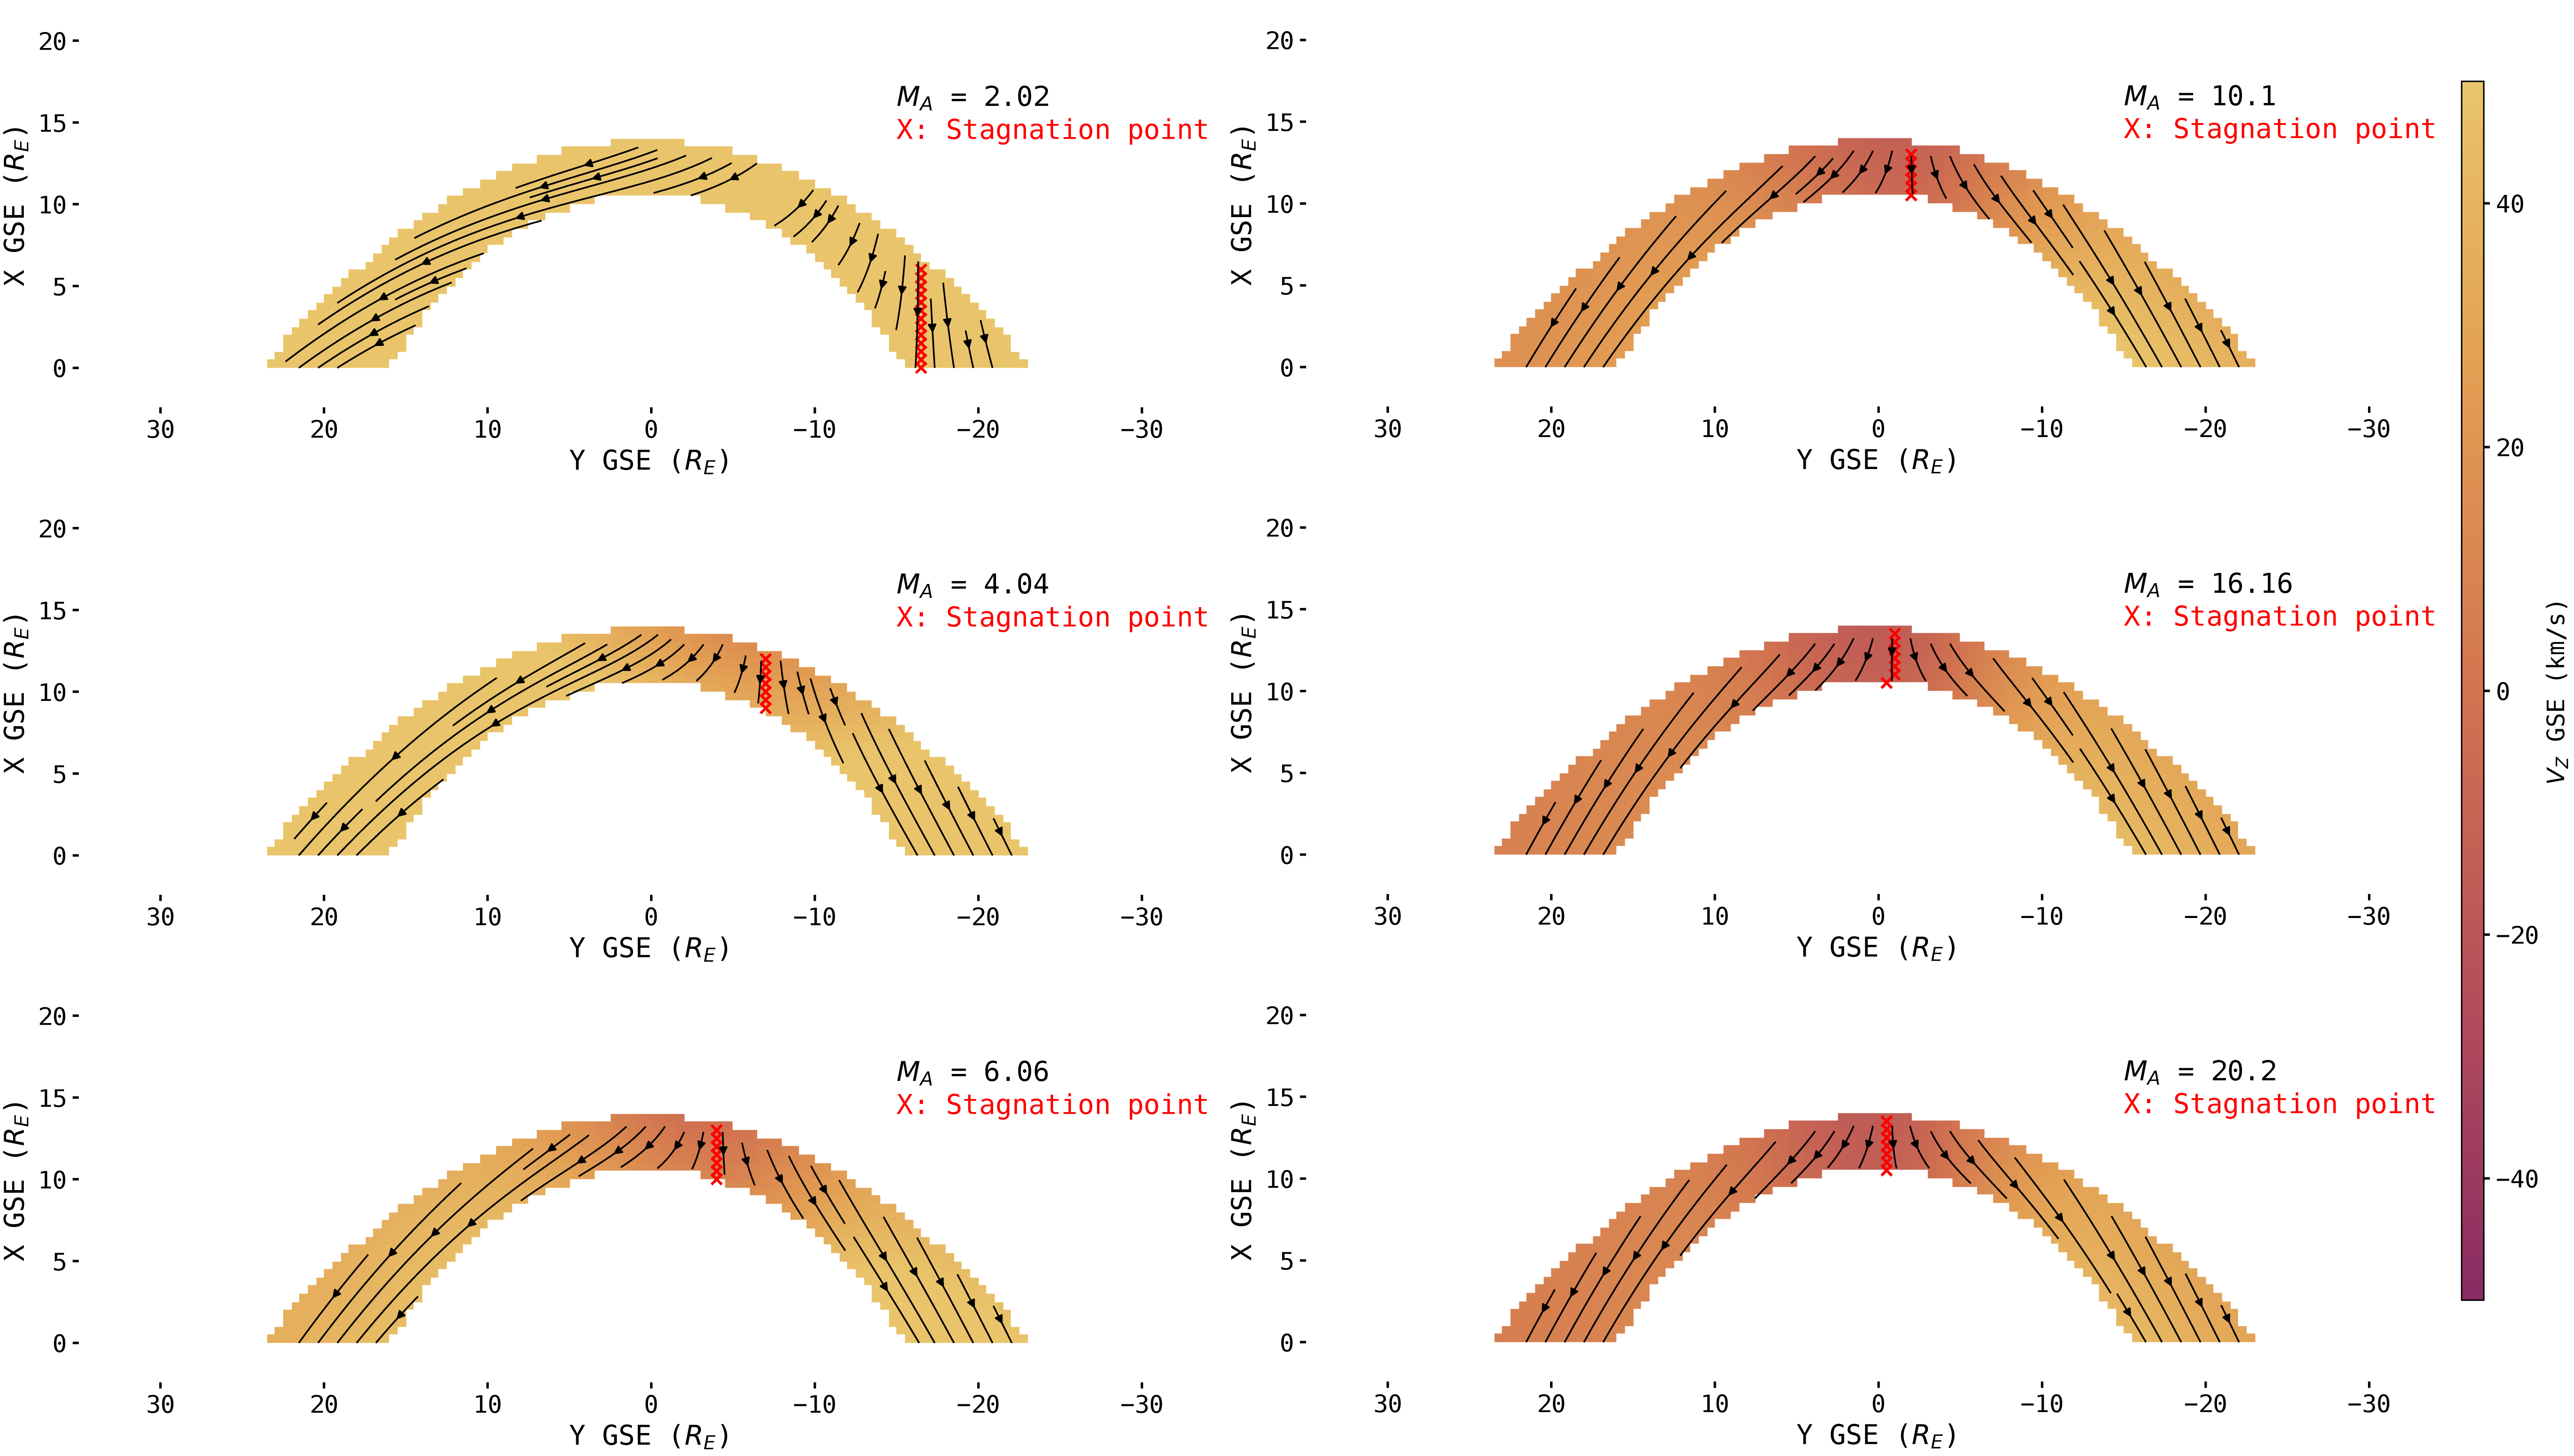 20
15
10
5
0
X GSE (R_E)
M_A = 2.02
X: Stagnation point
30 20 10 0 −10 −20 −30
Y GSE (R_E)
20
15
10
5
0
X GSE (R_E)
M_A = 10.1
X: Stagnation point
30 20 10 0 −10 −20 −30
Y GSE (R_E)
20
15
10
5
0
X GSE (R_E)
M_A = 4.04
X: Stagnation point
30 20 10 0 −10 −20 −30
Y GSE (R_E)
20
15
10
5
0
X GSE (R_E)
M_A = 16.16
X: Stagnation point
30 20 10 0 −10 −20 −30
Y GSE (R_E)
20
15
10
5
0
X GSE (R_E)
M_A = 6.06
X: Stagnation point
30 20 10 0 −10 −20 −30
Y GSE (R_E)
20
15
10
5
0
X GSE (R_E)
M_A = 20.2
X: Stagnation point
30 20 10 0 −10 −20 −30
Y GSE (R_E)
40
20
0
−20
−40
V_Z GSE (km/s)